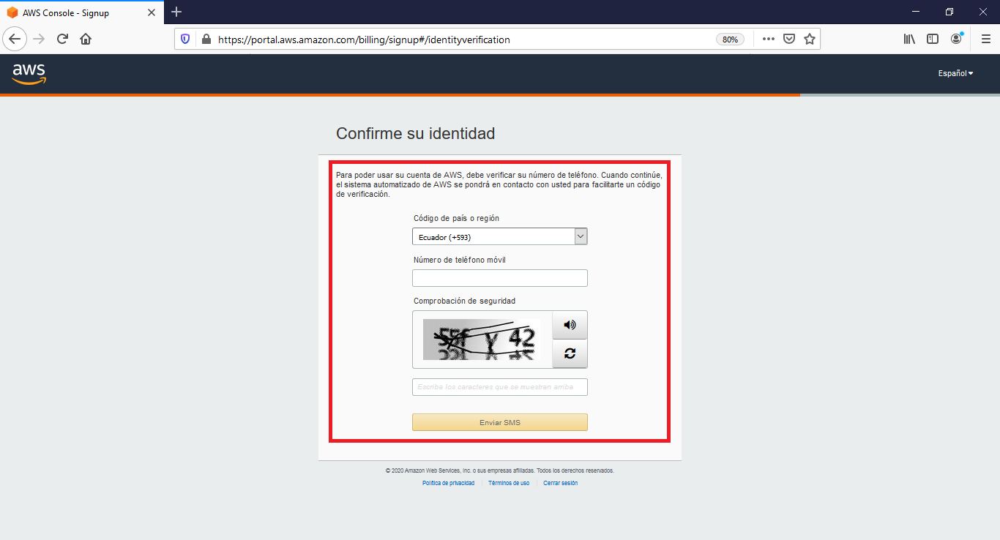 AWS Console - Signup
https://portal.aws.amazon.com/billing/signup#/identityverification
80%
aws
Español
Confirme su identidad
Para poder usar su cuenta de AWS, debe verificar su número de teléfono. Cuando continúe,
el sistema automatizado de AWS se pondrá en contacto con usted para facilitarte un código
de verificación.
Código de país o región
Ecuador (+593)
Número de teléfono móvil
Comprobación de seguridad
Escriba los caracteres que se muestran arriba
Enviar SMS
© 2020 Amazon Web Services, Inc. o sus empresas afiliadas. Todos los derechos reservados.
Política de privacidad
Términos de uso
Cerrar sesión